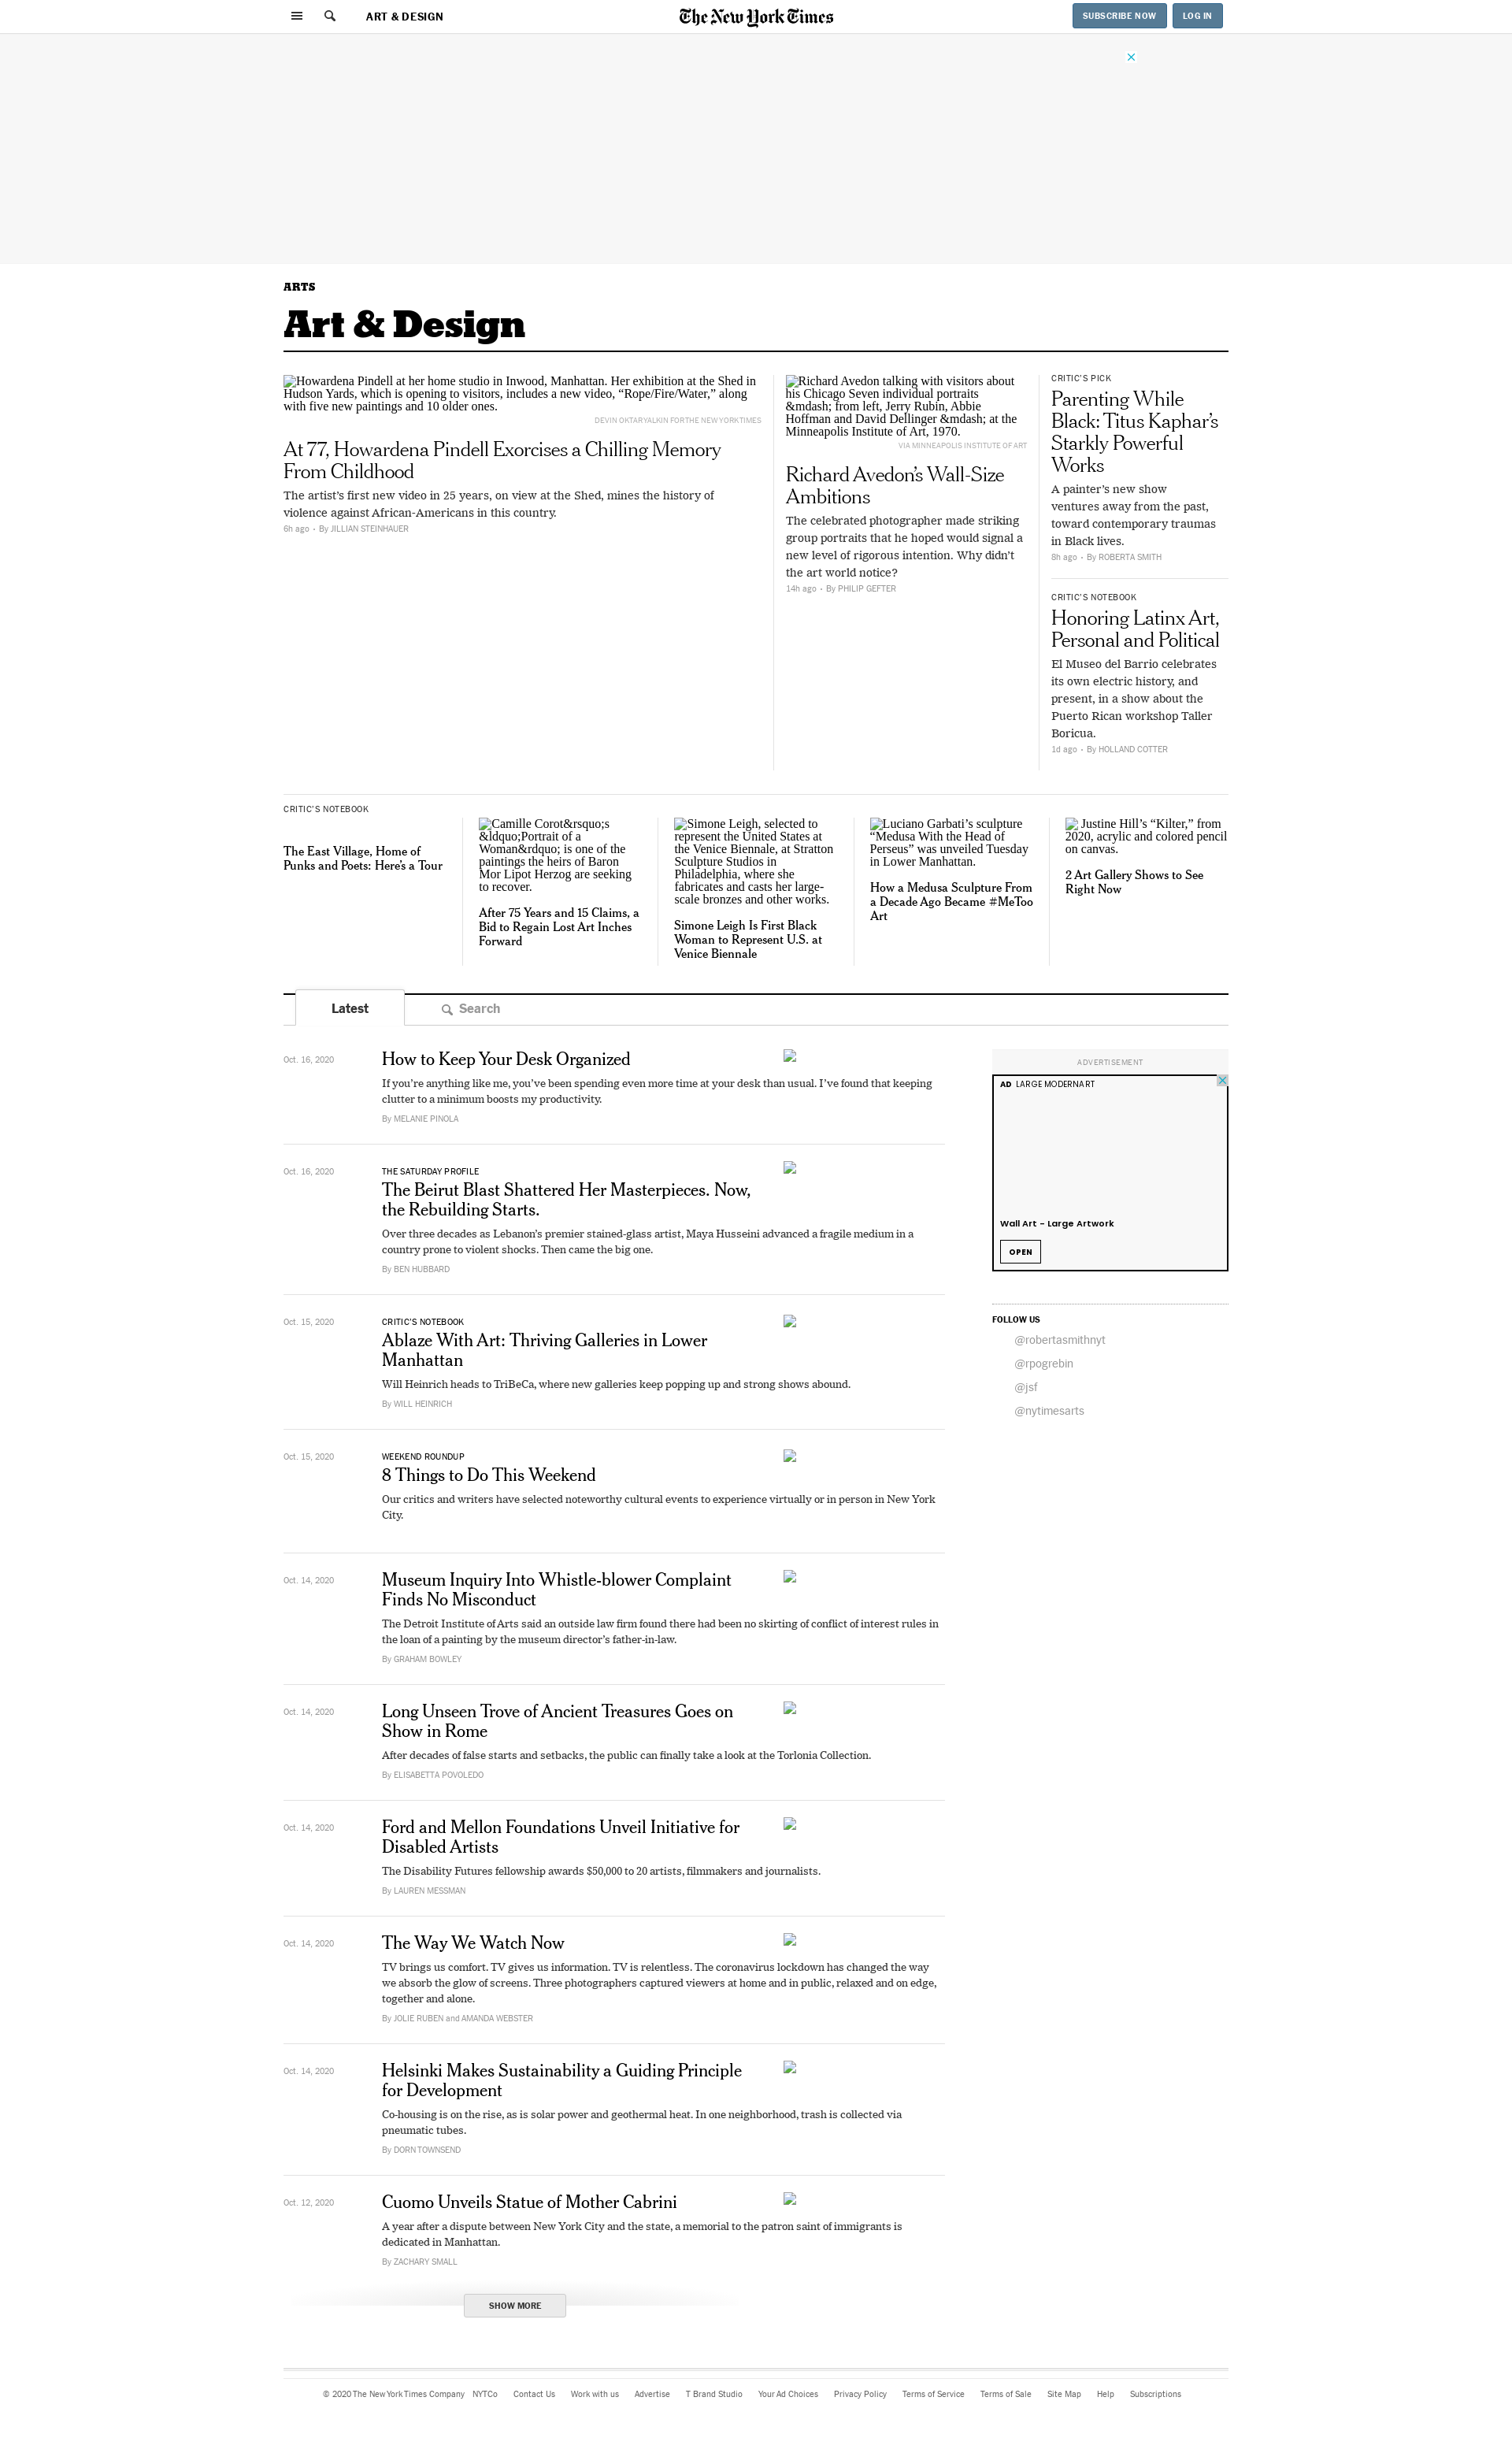 ART & DESIGN
The New York Times
SUBSCRIBE NOW
LOG IN
ARTS
Art & Design
Howardena Pindell at her home studio in Inwood, Manhattan. Her exhibition at the Shed in
Hudson Yards, which is opening to visitors, includes a new video, “Rope/Fire/Water,” along
with five new paintings and 10 older ones.
DEVIN OKTAR YALKIN FOR THE NEW YORK TIMES
At 77, Howardena Pindell Exorcises a Chilling Memory
From Childhood
The artist’s first new video in 25 years, on view at the Shed, mines the history of
violence against African-Americans in this country.
6h ago • By JILLIAN STEINHAUER
Richard Avedon talking with visitors about
his Chicago Seven individual portraits
&mdash; from left, Jerry Rubin, Abbie
Hoffman and David Dellinger &mdash; at the
Minneapolis Institute of Art, 1970.
VIA MINNEAPOLIS INSTITUTE OF ART
Richard Avedon’s Wall-Size
Ambitions
The celebrated photographer made striking
group portraits that he hoped would signal a
new level of rigorous intention. Why didn’t
the art world notice?
14h ago • By PHILIP GEFTER
CRITIC’S PICK
Parenting While
Black: Titus Kaphar’s
Starkly Powerful
Works
A painter’s new show
ventures away from the past,
toward contemporary traumas
in Black lives.
8h ago • By ROBERTA SMITH
CRITIC’S NOTEBOOK
Honoring Latinx Art,
Personal and Political
El Museo del Barrio celebrates
its own electric history, and
present, in a show about the
Puerto Rican workshop Taller
Boricua.
1d ago • By HOLLAND COTTER
CRITIC’S NOTEBOOK
The East Village, Home of
Punks and Poets: Here’s a Tour
Camille Corot&rsquo;s
&ldquo;Portrait of a
Woman&rdquo; is one of the
paintings the heirs of Baron
Mor Lipot Herzog are seeking
to recover.
After 75 Years and 15 Claims, a
Bid to Regain Lost Art Inches
Forward
Simone Leigh, selected to
represent the United States at
the Venice Biennale, at Stratton
Sculpture Studios in
Philadelphia, where she
fabricates and casts her large-
scale bronzes and other works.
Simone Leigh Is First Black
Woman to Represent U.S. at
Venice Biennale
Luciano Garbati’s sculpture
“Medusa With the Head of
Perseus” was unveiled Tuesday
in Lower Manhattan.
How a Medusa Sculpture From
a Decade Ago Became #MeToo
Art
Justine Hill’s “Kilter,” from
2020, acrylic and colored pencil
on canvas.
2 Art Gallery Shows to See
Right Now
Latest
Search
Oct. 16, 2020
How to Keep Your Desk Organized
If you’re anything like me, you’ve been spending even more time at your desk than usual. I’ve found that keeping
clutter to a minimum boosts my productivity.
By MELANIE PINOLA
Oct. 16, 2020
THE SATURDAY PROFILE
The Beirut Blast Shattered Her Masterpieces. Now,
the Rebuilding Starts.
Over three decades as Lebanon’s premier stained-glass artist, Maya Husseini advanced a fragile medium in a
country prone to violent shocks. Then came the big one.
By BEN HUBBARD
Oct. 15, 2020
CRITIC’S NOTEBOOK
Ablaze With Art: Thriving Galleries in Lower
Manhattan
Will Heinrich heads to TriBeCa, where new galleries keep popping up and strong shows abound.
By WILL HEINRICH
Oct. 15, 2020
WEEKEND ROUNDUP
8 Things to Do This Weekend
Our critics and writers have selected noteworthy cultural events to experience virtually or in person in New York
City.
Oct. 14, 2020
Museum Inquiry Into Whistle-blower Complaint
Finds No Misconduct
The Detroit Institute of Arts said an outside law firm found there had been no skirting of conflict of interest rules in
the loan of a painting by the museum director’s father-in-law.
By GRAHAM BOWLEY
Oct. 14, 2020
Long Unseen Trove of Ancient Treasures Goes on
Show in Rome
After decades of false starts and setbacks, the public can finally take a look at the Torlonia Collection.
By ELISABETTA POVOLEDO
Oct. 14, 2020
Ford and Mellon Foundations Unveil Initiative for
Disabled Artists
The Disability Futures fellowship awards $50,000 to 20 artists, filmmakers and journalists.
By LAUREN MESSMAN
Oct. 14, 2020
The Way We Watch Now
TV brings us comfort. TV gives us information. TV is relentless. The coronavirus lockdown has changed the way
we absorb the glow of screens. Three photographers captured viewers at home and in public, relaxed and on edge,
together and alone.
By JOLIE RUBEN and AMANDA WEBSTER
Oct. 14, 2020
Helsinki Makes Sustainability a Guiding Principle
for Development
Co-housing is on the rise, as is solar power and geothermal heat. In one neighborhood, trash is collected via
pneumatic tubes.
By DORN TOWNSEND
Oct. 12, 2020
Cuomo Unveils Statue of Mother Cabrini
A year after a dispute between New York City and the state, a memorial to the patron saint of immigrants is
dedicated in Manhattan.
By ZACHARY SMALL
SHOW MORE
ADVERTISEMENT
AD LARGE MODERN ART
Wall Art – Large Artwork
OPEN
FOLLOW US
@robertasmithnyt
@rpogrebin
@jsf
@nytimesarts
© 2020 The New York Times Company NYTCo Contact Us Work with us Advertise T Brand Studio Your Ad Choices Privacy Policy Terms of Service Terms of Sale Site Map Help Subscriptions